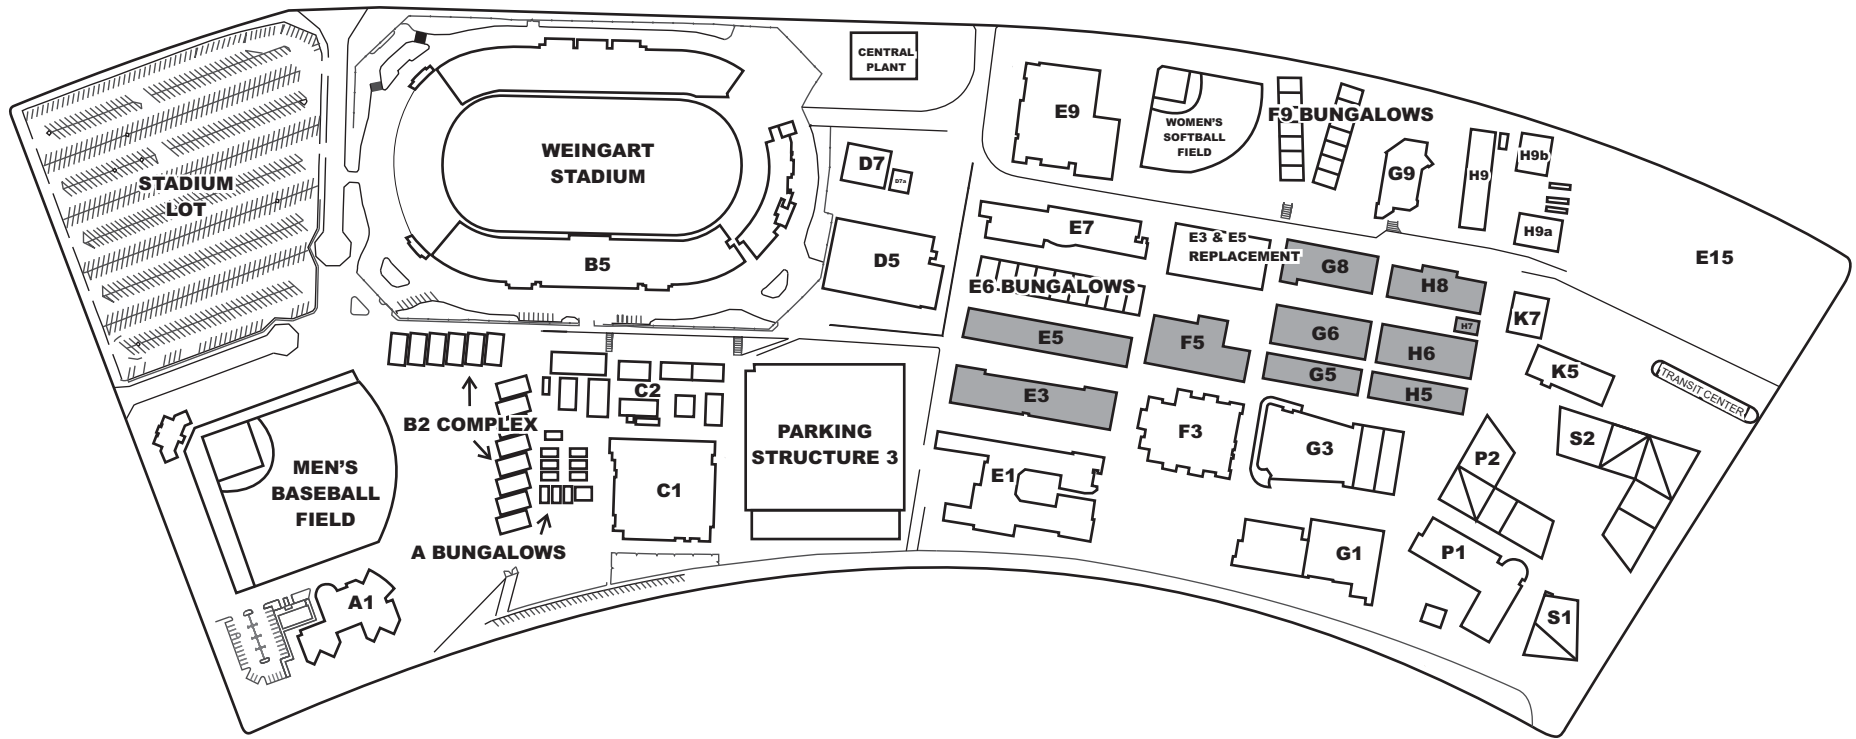 CENTRAL
PLANT
E9
WOMEN'S
SOFTBALL
FIELD
F9 BUNGALOWS
G9
H9
H9b
H9a
E15
WEINGART
STADIUM
D7
D7a
STADIUM
LOT
B5
D5
E7
E3 & E5
REPLACEMENT
G8
H8
E6 BUNGALOWS
E5
F5
G6
H7
H6
K7
G5
H5
K5
TRANSIT CENTER
C2
B2 COMPLEX
E3
F3
G3
P2
S2
PARKING
STRUCTURE 3
MEN'S
BASEBALL
FIELD
C1
E1
A BUNGALOWS
G1
P1
A1
S1